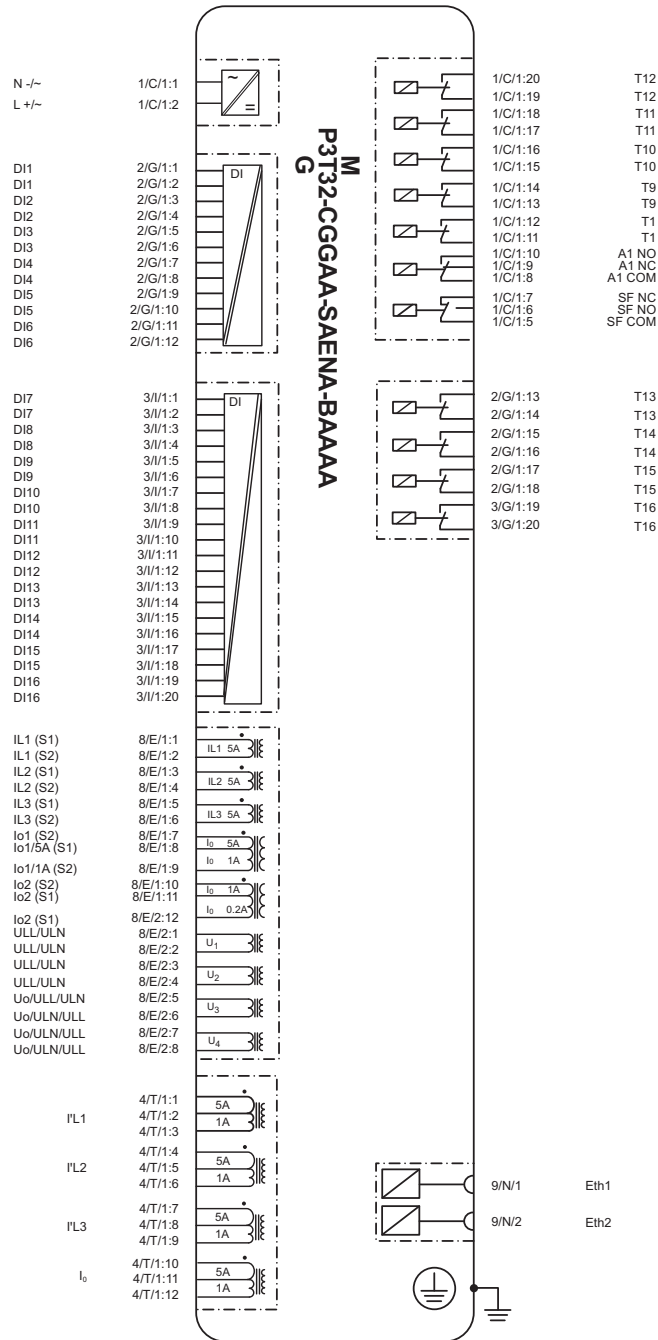 N -/~ 1/C/1:1
L +/~ 1/C/1:2
~
=
DI1 2/G/1:1
DI1 2/G/1:2
DI2 2/G/1:3
DI2 2/G/1:4
DI3 2/G/1:5
DI3 2/G/1:6
DI4 2/G/1:7
DI4 2/G/1:8
DI5 2/G/1:9
DI5 2/G/1:10
DI6 2/G/1:11
DI6 2/G/1:12
DI
DI7 3/I/1:1
DI7 3/I/1:2
DI8 3/I/1:3
DI8 3/I/1:4
DI9 3/I/1:5
DI9 3/I/1:6
DI10 3/I/1:7
DI10 3/I/1:8
DI11 3/I/1:9
DI11 3/I/1:10
DI12 3/I/1:11
DI12 3/I/1:12
DI13 3/I/1:13
DI13 3/I/1:14
DI14 3/I/1:15
DI14 3/I/1:16
DI15 3/I/1:17
DI15 3/I/1:18
DI16 3/I/1:19
DI16 3/I/1:20
DI
IL1 (S1) 8/E/1:1
IL1 (S2) 8/E/1:2
IL1 5A
IL2 (S1) 8/E/1:3
IL2 (S2) 8/E/1:4
IL2 5A
IL3 (S1) 8/E/1:5
IL3 (S2) 8/E/1:6
IL3 5A
Io1 (S2) 8/E/1:7
Io1/5A (S1) 8/E/1:8
Io1/1A (S2) 8/E/1:9
I₀ 5A
I₀ 1A
Io2 (S2) 8/E/1:10
Io2 (S1) 8/E/1:11
Io2 (S1) 8/E/2:12
I₀ 1A
I₀ 0.2A
ULL/ULN 8/E/2:1
ULL/ULN 8/E/2:2
U₁
ULL/ULN 8/E/2:3
ULL/ULN 8/E/2:4
U₂
Uo/ULL/ULN 8/E/2:5
Uo/ULN/ULL 8/E/2:6
U₃
Uo/ULN/ULL 8/E/2:7
Uo/ULN/ULL 8/E/2:8
U₄
I'L1
4/T/1:1
4/T/1:2
4/T/1:3
5A
1A
I'L2
4/T/1:4
4/T/1:5
4/T/1:6
5A
1A
I'L3
4/T/1:7
4/T/1:8
4/T/1:9
5A
1A
I₀
4/T/1:10
4/T/1:11
4/T/1:12
5A
1A
M
P3T32-CGGAA-SAENA-BAAAA
G
1/C/1:20 T12
1/C/1:19 T12
1/C/1:18 T11
1/C/1:17 T11
1/C/1:16 T10
1/C/1:15 T10
1/C/1:14 T9
1/C/1:13 T9
1/C/1:12 T1
1/C/1:11 T1
1/C/1:10 A1 NO
1/C/1:9 A1 NC
1/C/1:8 A1 COM
1/C/1:7 SF NC
1/C/1:6 SF NO
1/C/1:5 SF COM
2/G/1:13 T13
2/G/1:14 T13
2/G/1:15 T14
2/G/1:16 T14
2/G/1:17 T15
2/G/1:18 T15
3/G/1:19 T16
3/G/1:20 T16
9/N/1 Eth1
9/N/2 Eth2